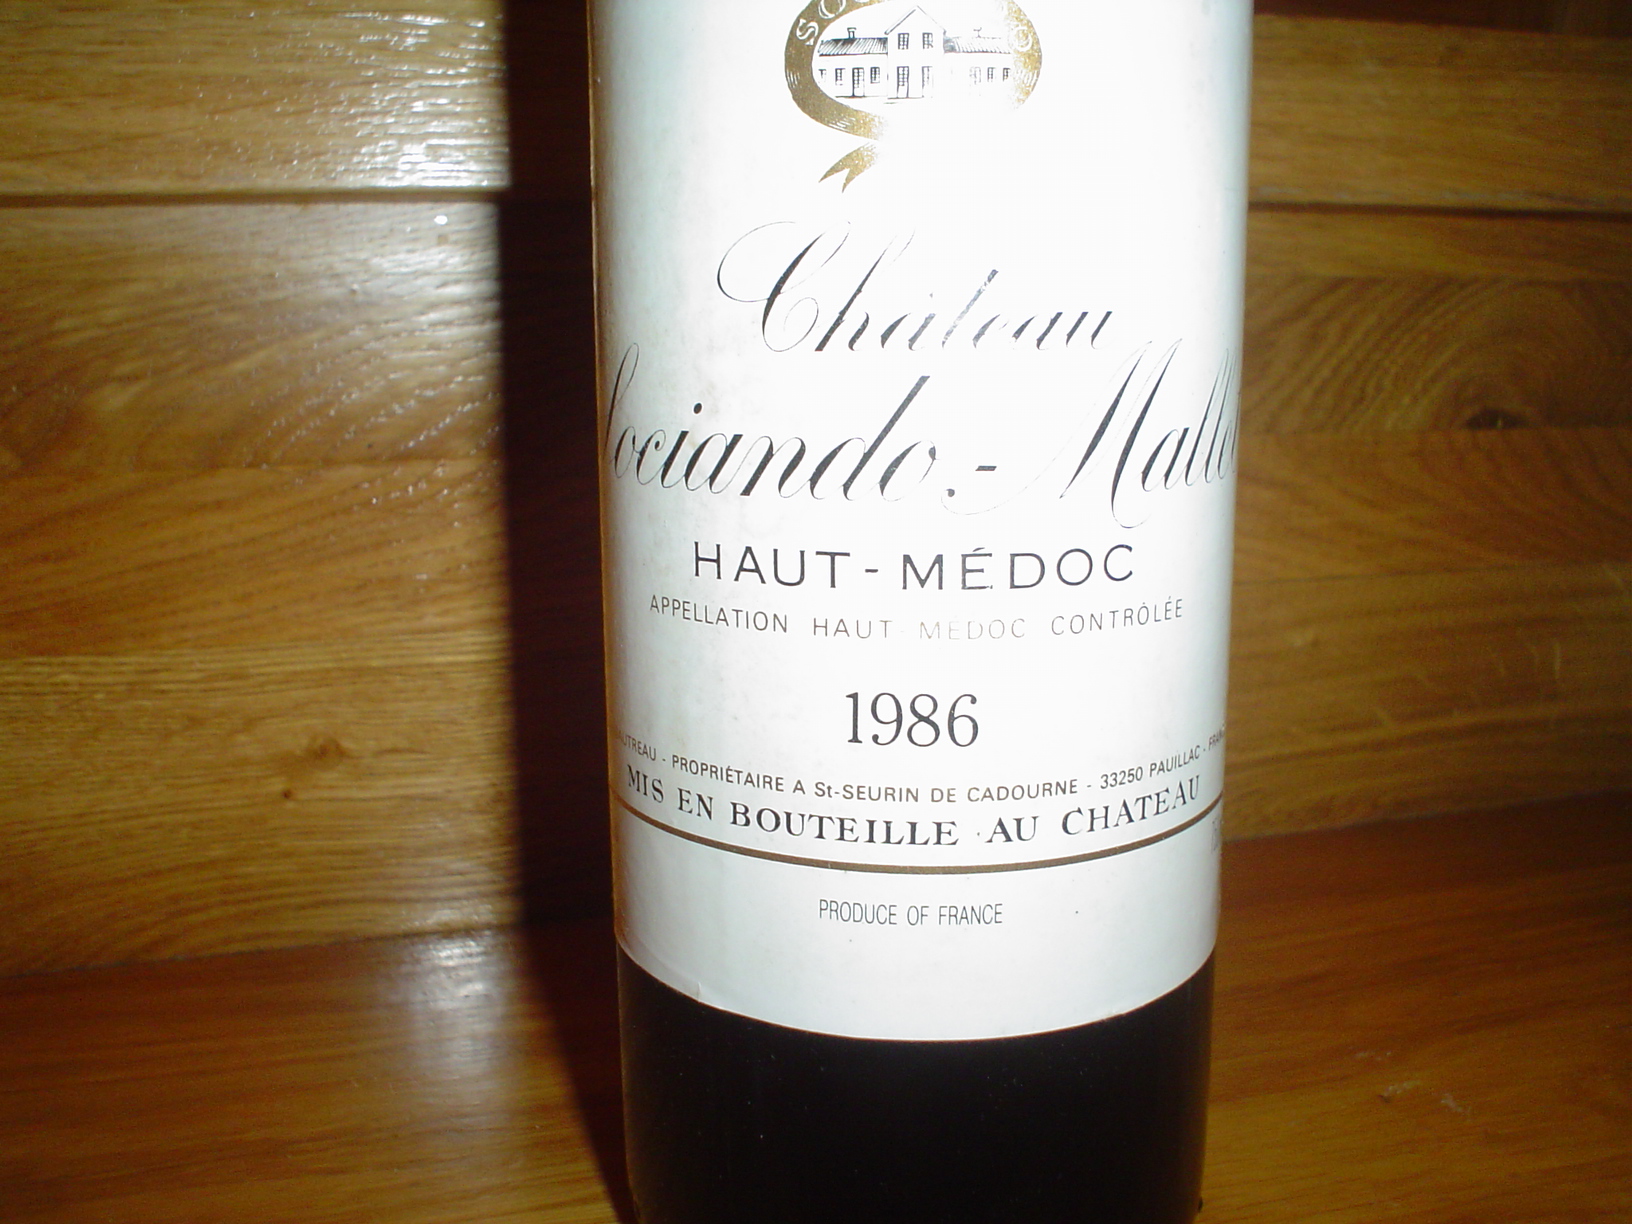 Château
Sociando-Mallet
HAUT-MÉDOC
APPELLATION HAUT-MÉDOC CONTRÔLÉE
1986
- PROPRIÉTAIRE A St-SEURIN DE CADOURNE - 33250 PAUILLAC -
MIS EN BOUTEILLE AU CHATEAU
PRODUCE OF FRANCE